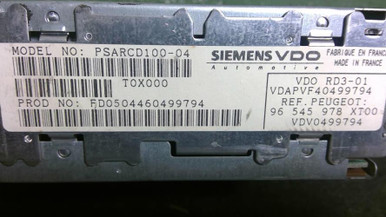 MODEL NO: PSARCD100-04
T0X000
PROD NO: FD0504460499794
SIEMENS VDO
Automotive
FABRIQUE EN FRANCE
MADE IN FRANCE
VDO RD3-01
VDAPVF40499794
REF. PEUGEOT:
96 545 978 XT00
VDV0499794